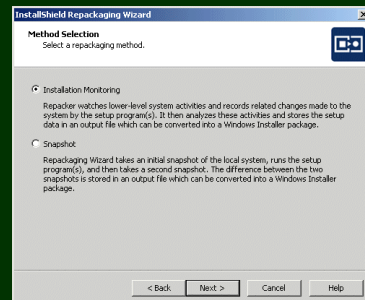 InstallShield Repackaging Wizard
Method Selection
Select a repackaging method.
Installation Monitoring
Repacker watches lower-level system activities and records related changes made to the
system by the setup program(s). It then analyzes these activities and stores the setup
data in an output file which can be converted into a Windows Installer package.
Snapshot
Repackaging Wizard takes an initial snapshot of the local system, runs the setup
program(s), and then takes a second snapshot. The difference between the two
snapshots is stored in an output file which can be converted into a Windows Installer
package.
< Back Next > Cancel Help